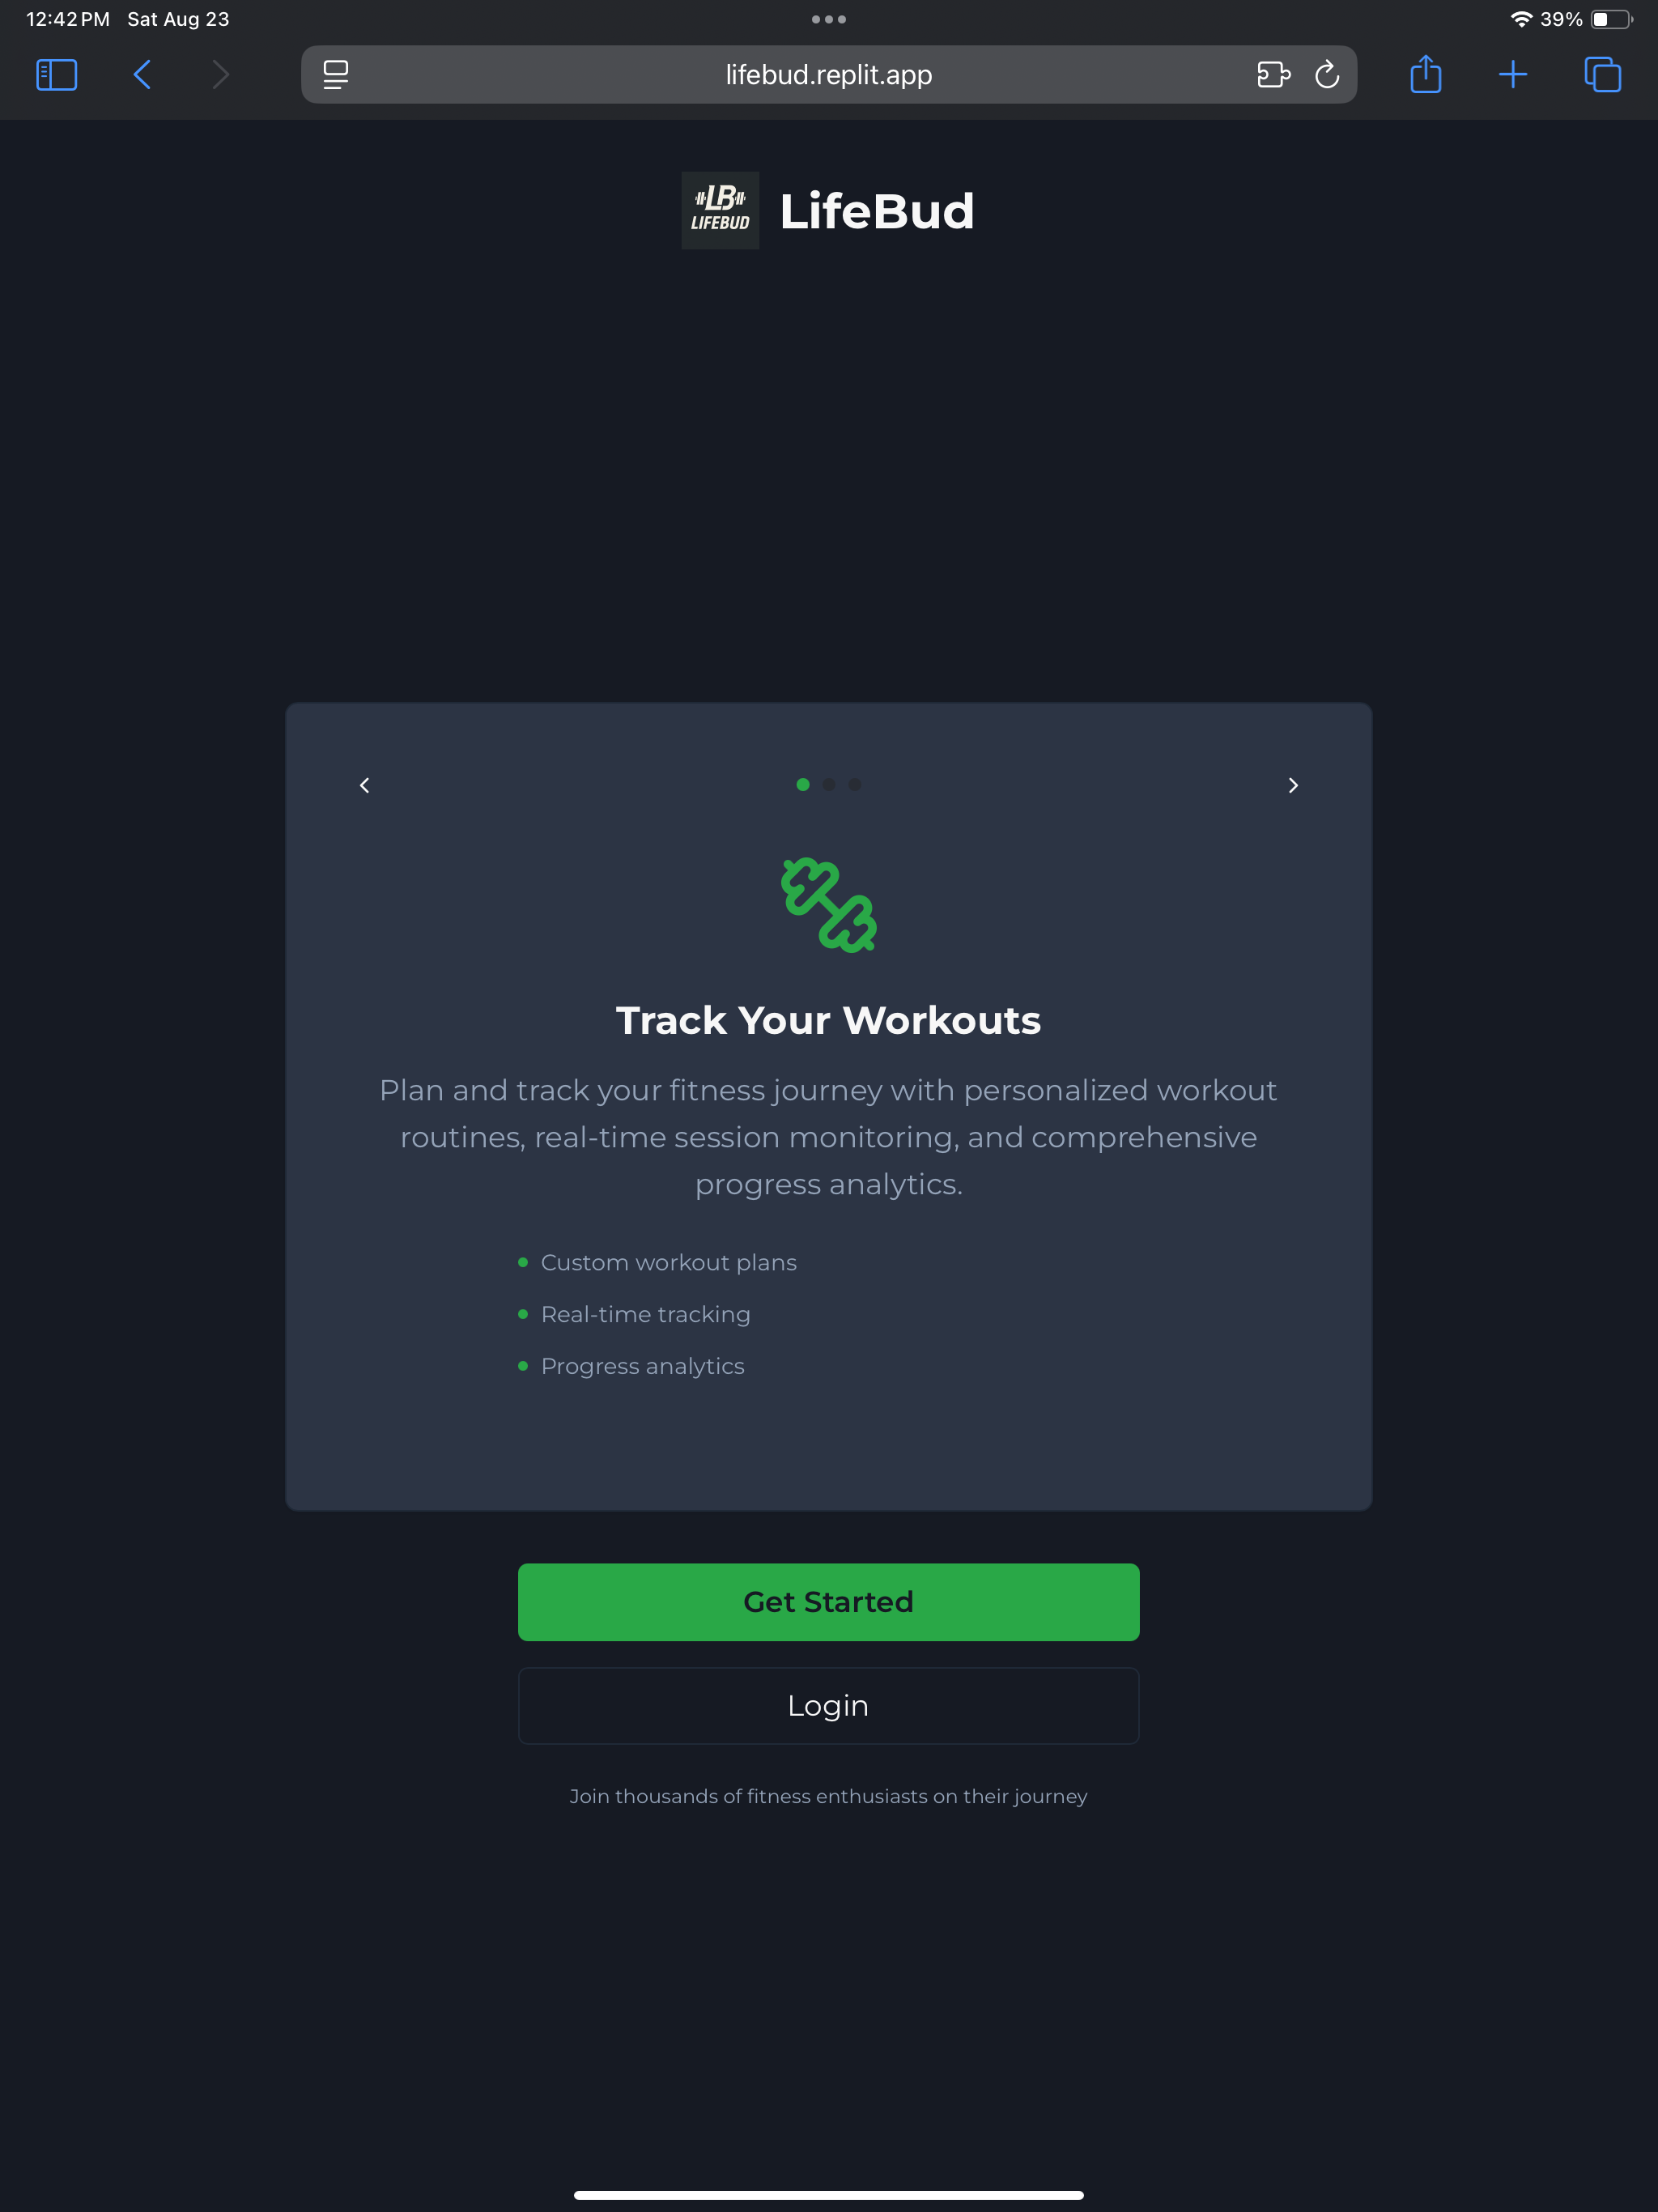 12:42 PM Sat Aug 23
39%
lifebud.replit.app
LB
LIFEBUD
LifeBud
Track Your Workouts
Plan and track your fitness journey with personalized workout
routines, real-time session monitoring, and comprehensive
progress analytics.
Custom workout plans
Real-time tracking
Progress analytics
Get Started
Login
Join thousands of fitness enthusiasts on their journey